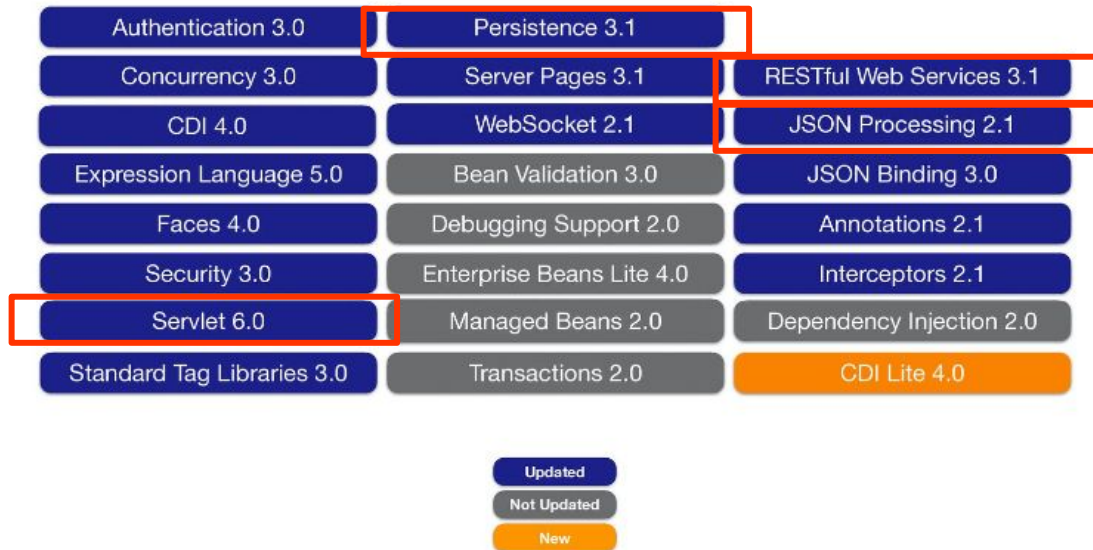 Authentication 3.0
Persistence 3.1
Concurrency 3.0
Server Pages 3.1
RESTful Web Services 3.1
CDI 4.0
WebSocket 2.1
JSON Processing 2.1
Expression Language 5.0
Bean Validation 3.0
JSON Binding 3.0
Faces 4.0
Debugging Support 2.0
Annotations 2.1
Security 3.0
Enterprise Beans Lite 4.0
Interceptors 2.1
Servlet 6.0
Managed Beans 2.0
Dependency Injection 2.0
Standard Tag Libraries 3.0
Transactions 2.0
CDI Lite 4.0
Updated
Not Updated
New